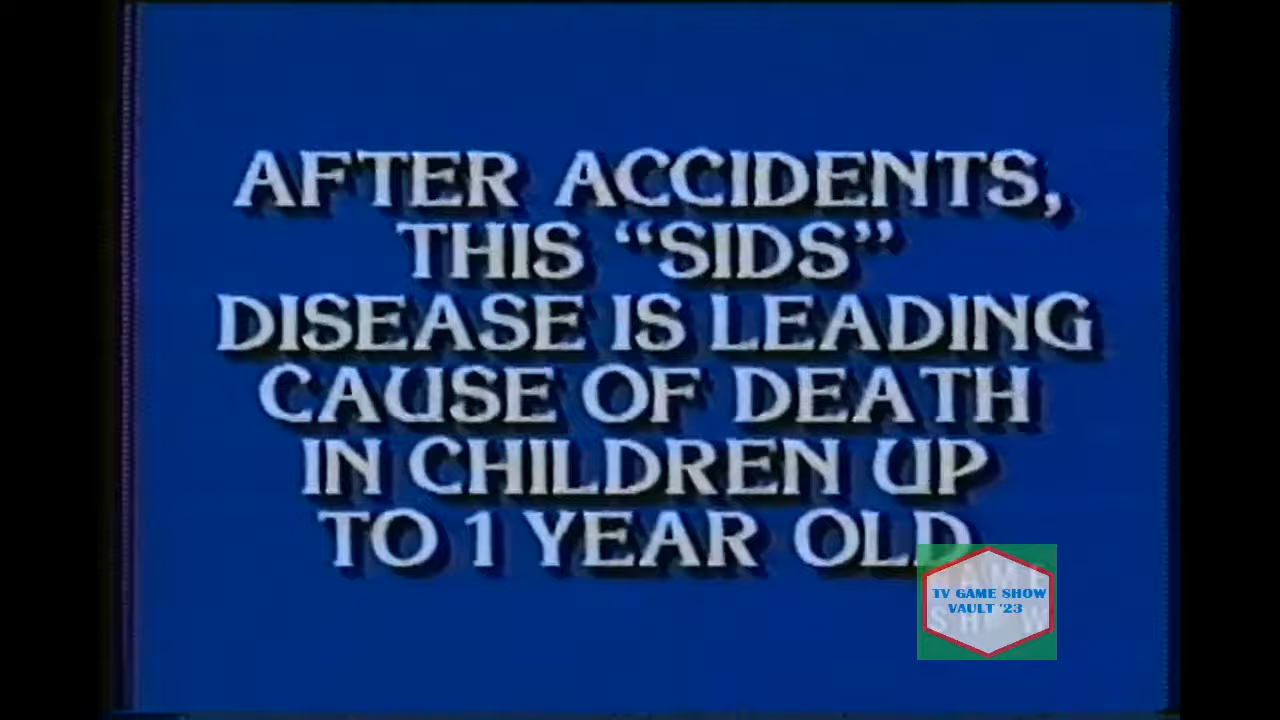 AFTER ACCIDENTS,
THIS “SIDS”
DISEASE IS LEADING
CAUSE OF DEATH
IN CHILDREN UP
TO 1 YEAR OLD
TV GAME SHOW
VAULT '23